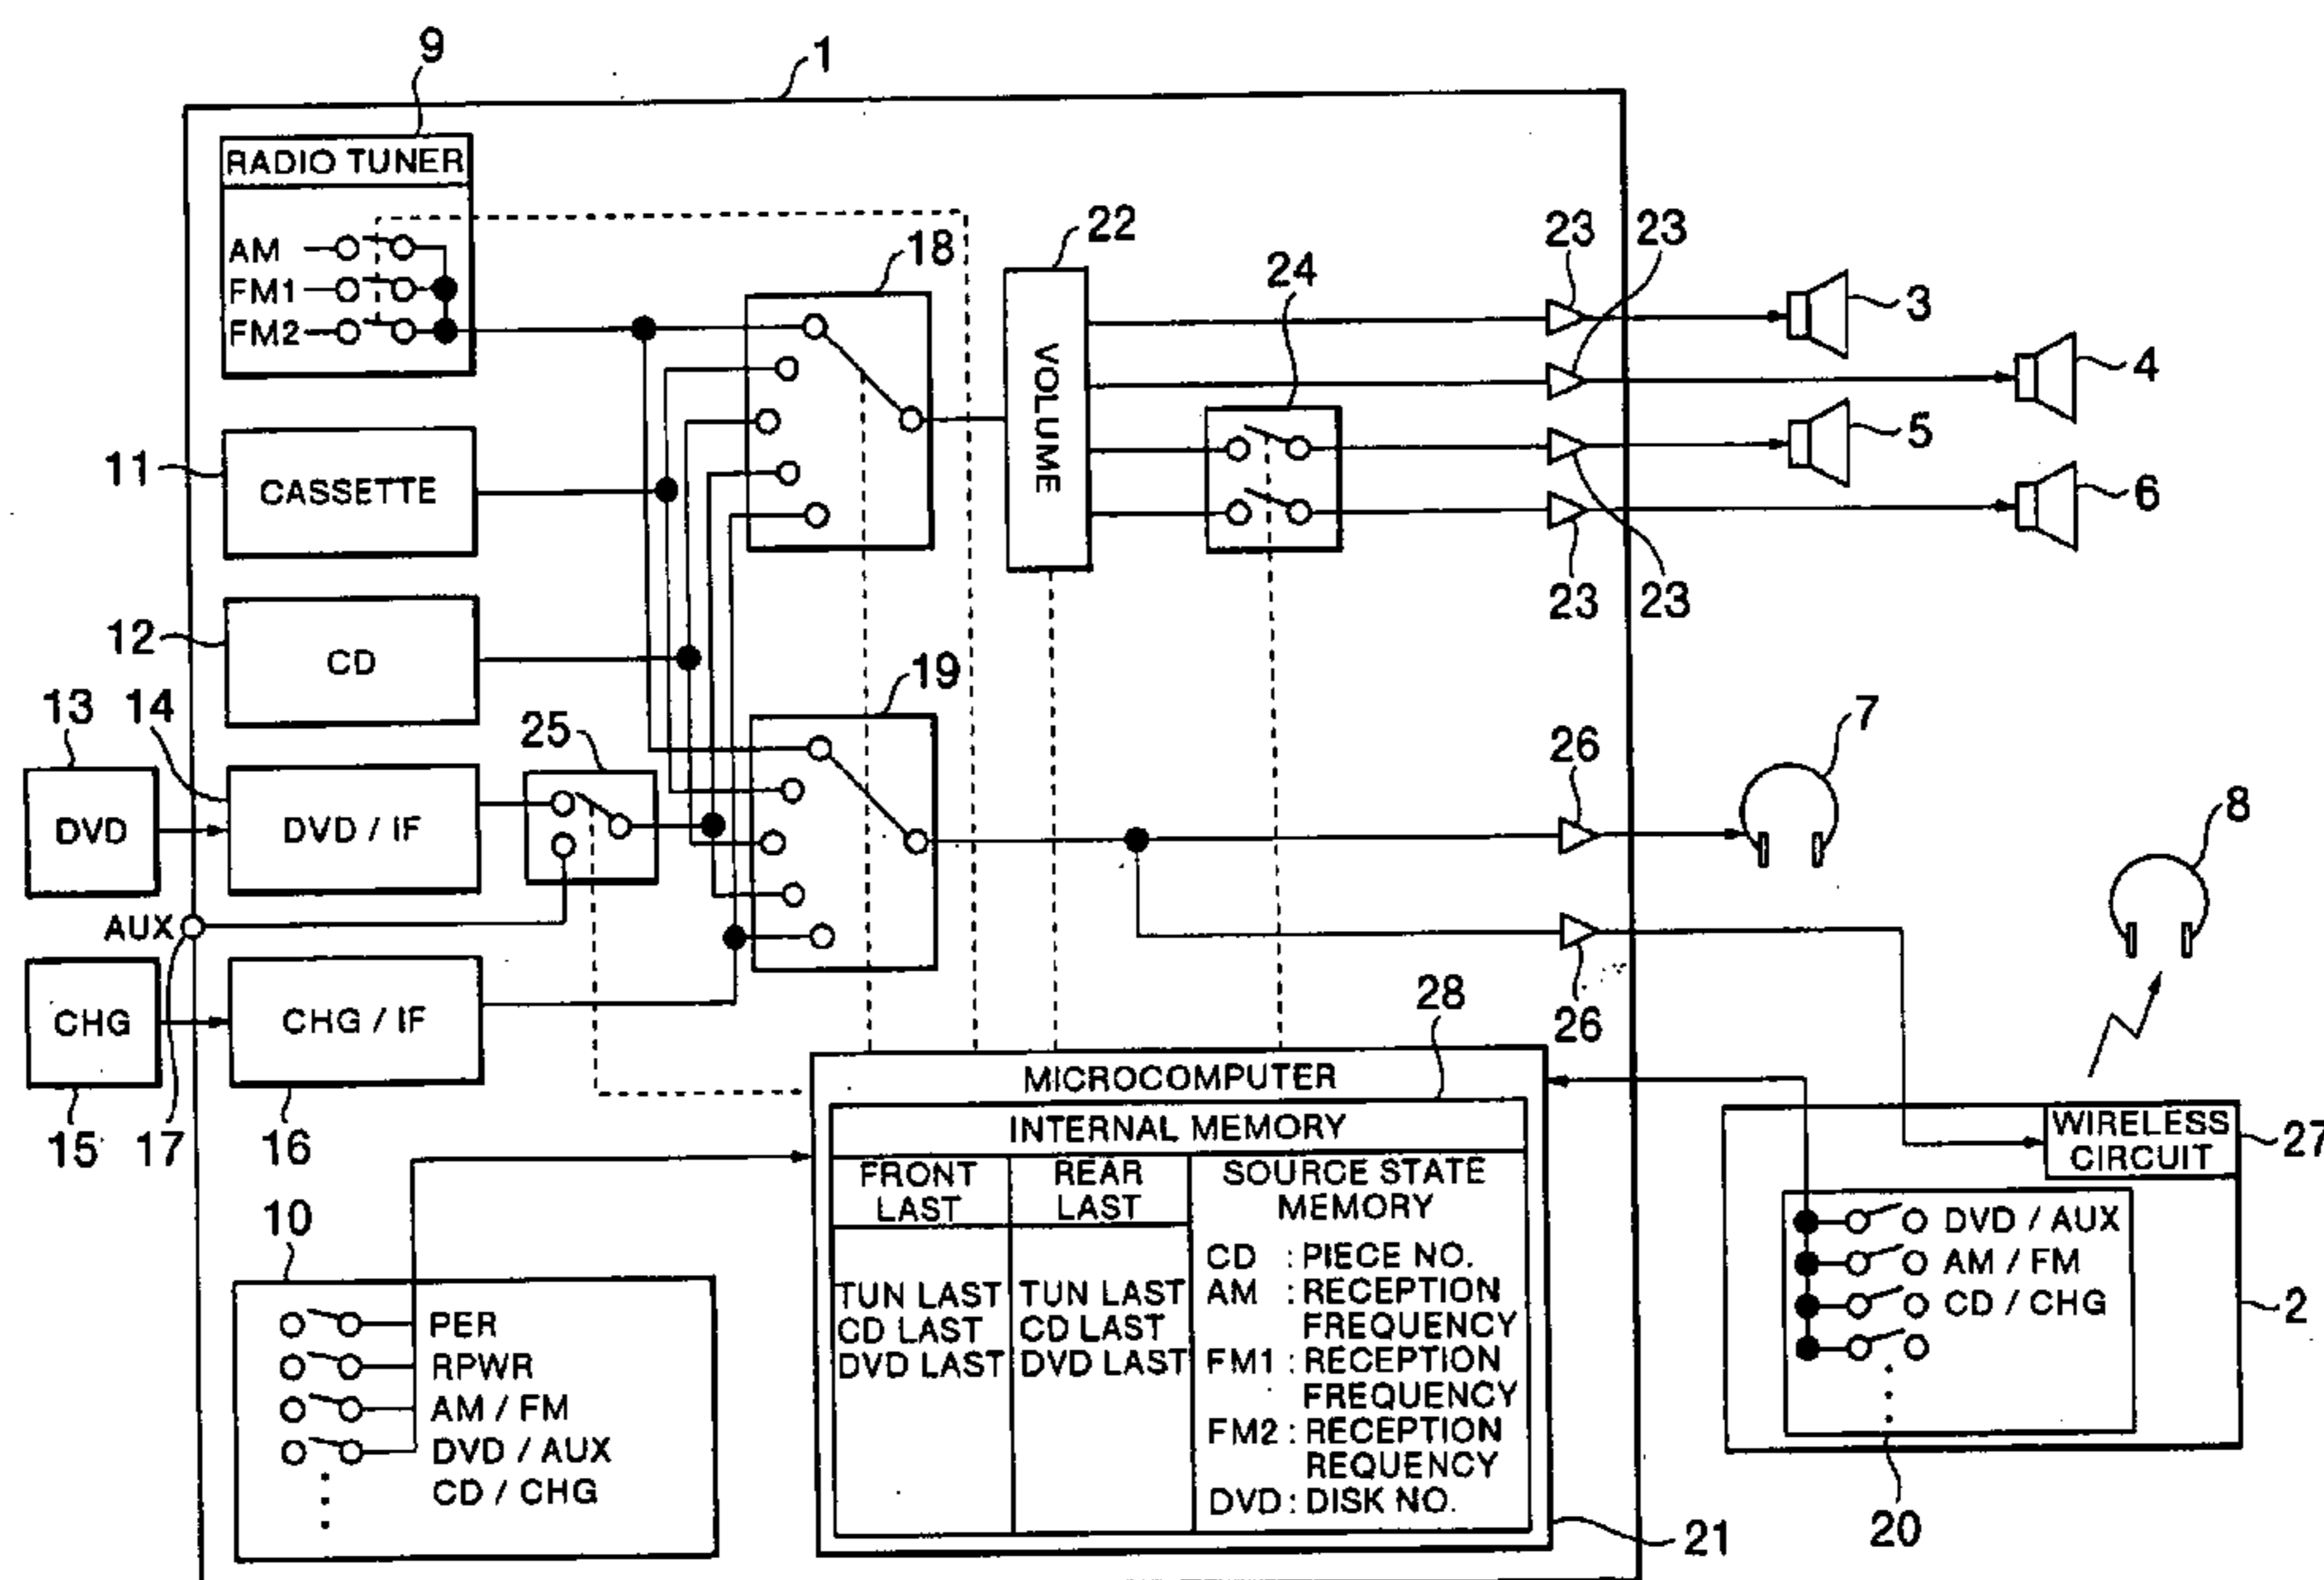 9
1
RADIO TUNER
AM
FM1
FM2
18
22
VOLUME
24
23
23
3
4
5
6
23
23
11
CASSETTE
12
CD
19
13
14
25
DVD
DVD / IF
AUX
CHG
CHG / IF
15
17
16
26
7
8
26
28
MICROCOMPUTER
INTERNAL MEMORY
FRONT
LAST
REAR
LAST
SOURCE STATE
MEMORY
TUN LAST
CD LAST
DVD LAST
TUN LAST
CD LAST
DVD LAST
CD : PIECE NO.
AM : RECEPTION
FREQUENCY
FM1 : RECEPTION
FREQUENCY
FM2 : RECEPTION
REQUENCY
DVD : DISK NO.
21
10
PER
RPWR
AM / FM
DVD / AUX
CD / CHG
WIRELESS
CIRCUIT
27
DVD / AUX
AM / FM
CD / CHG
2
20